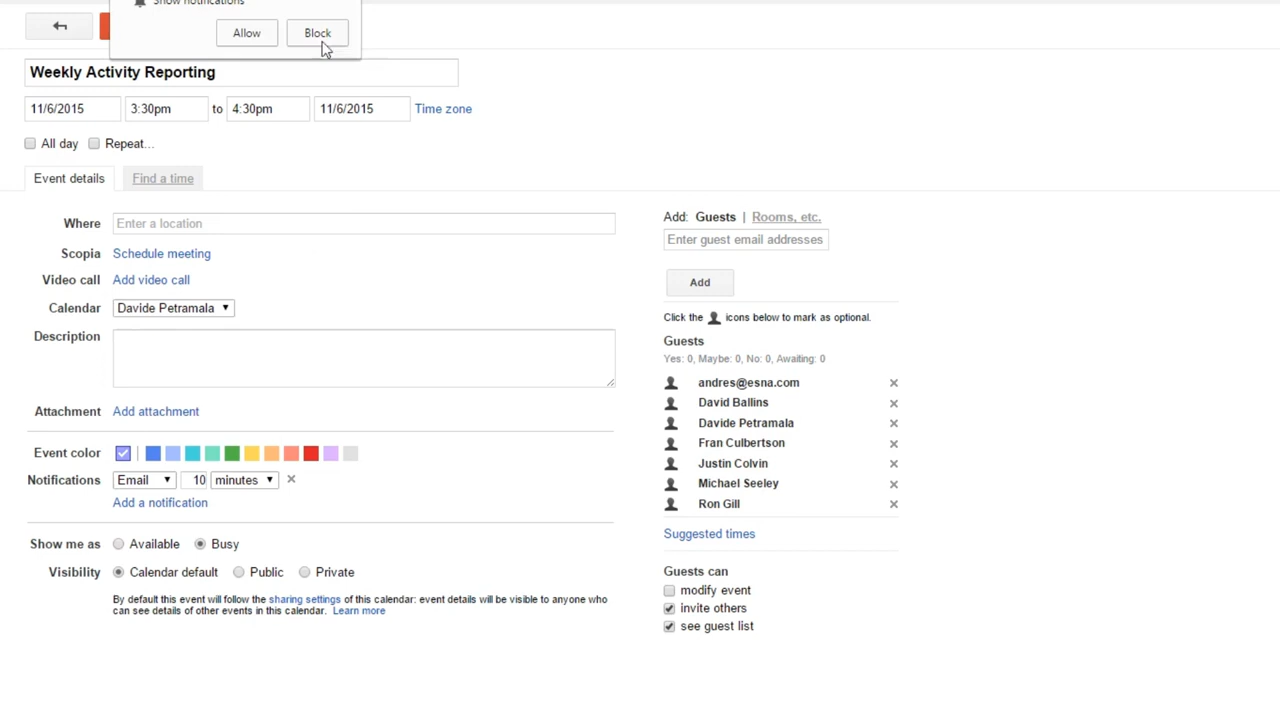 Show notifications
Allow Block
Weekly Activity Reporting
11/6/2015 3:30pm to 4:30pm 11/6/2015 Time zone
All day Repeat...
Event details Find a time
Where Enter a location
Scopia Schedule meeting
Video call Add video call
Calendar Davide Petramala
Description
Attachment Add attachment
Event color
Notifications Email 10 minutes
Add a notification
Show me as Available Busy
Visibility Calendar default Public Private
By default this event will follow the sharing settings of this calendar: event details will be visible to anyone who
can see details of other events in this calendar. Learn more
Add: Guests | Rooms, etc.
Enter guest email addresses
Add
Click the icons below to mark as optional.
Guests
Yes: 0, Maybe: 0, No: 0, Awaiting: 0
andres@esna.com
David Ballins
Davide Petramala
Fran Culbertson
Justin Colvin
Michael Seeley
Ron Gill
Suggested times
Guests can
modify event
invite others
see guest list